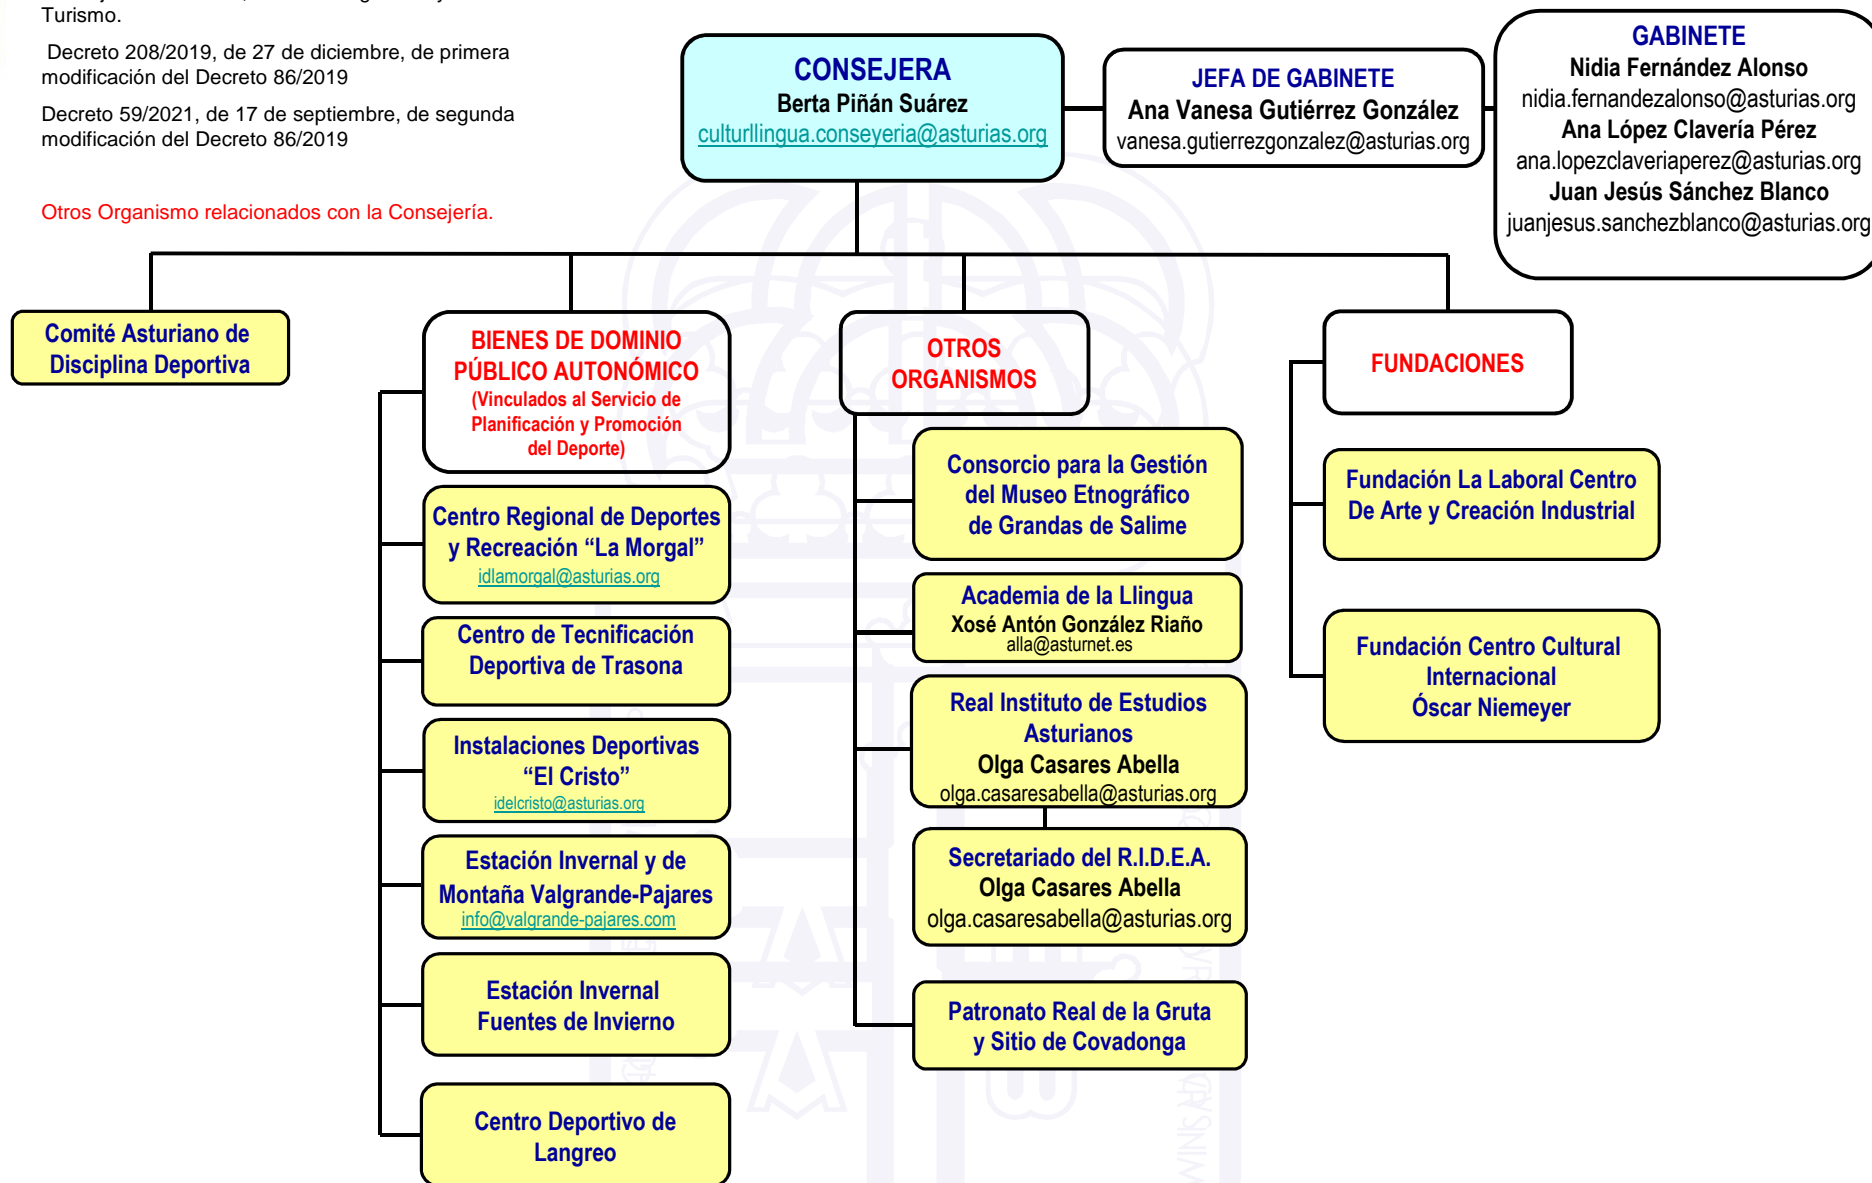 Turismo.
Decreto 208/2019, de 27 de diciembre, de primera
modificación del Decreto 86/2019
Decreto 59/2021, de 17 de septiembre, de segunda
modificación del Decreto 86/2019
Otros Organismo relacionados con la Consejería.
CONSEJERA
Berta Piñán Suárez
culturllingua.conseyeria@asturias.org
JEFA DE GABINETE
Ana Vanesa Gutiérrez González
vanesa.gutierrezgonzalez@asturias.org
GABINETE
Nidia Fernández Alonso
nidia.fernandezalonso@asturias.org
Ana López Clavería Pérez
ana.lopezclaveriaperez@asturias.org
Juan Jesús Sánchez Blanco
juanjesus.sanchezblanco@asturias.org
Comité Asturiano de
Disciplina Deportiva
BIENES DE DOMINIO
PÚBLICO AUTONÓMICO
(Vinculados al Servicio de
Planificación y Promoción
del Deporte)
Centro Regional de Deportes
y Recreación “La Morgal”
idlamorgal@asturias.org
Centro de Tecnificación
Deportiva de Trasona
Instalaciones Deportivas
“El Cristo”
idelcristo@asturias.org
Estación Invernal y de
Montaña Valgrande-Pajares
info@valgrande-pajares.com
Estación Invernal
Fuentes de Invierno
Centro Deportivo de
Langreo
OTROS
ORGANISMOS
Consorcio para la Gestión
del Museo Etnográfico
de Grandas de Salime
Academia de la Llingua
Xosé Antón González Riaño
alla@asturnet.es
Real Instituto de Estudios
Asturianos
Olga Casares Abella
olga.casaresabella@asturias.org
Secretariado del R.I.D.E.A.
Olga Casares Abella
olga.casaresabella@asturias.org
Patronato Real de la Gruta
y Sitio de Covadonga
FUNDACIONES
Fundación La Laboral Centro
De Arte y Creación Industrial
Fundación Centro Cultural
Internacional
Óscar Niemeyer